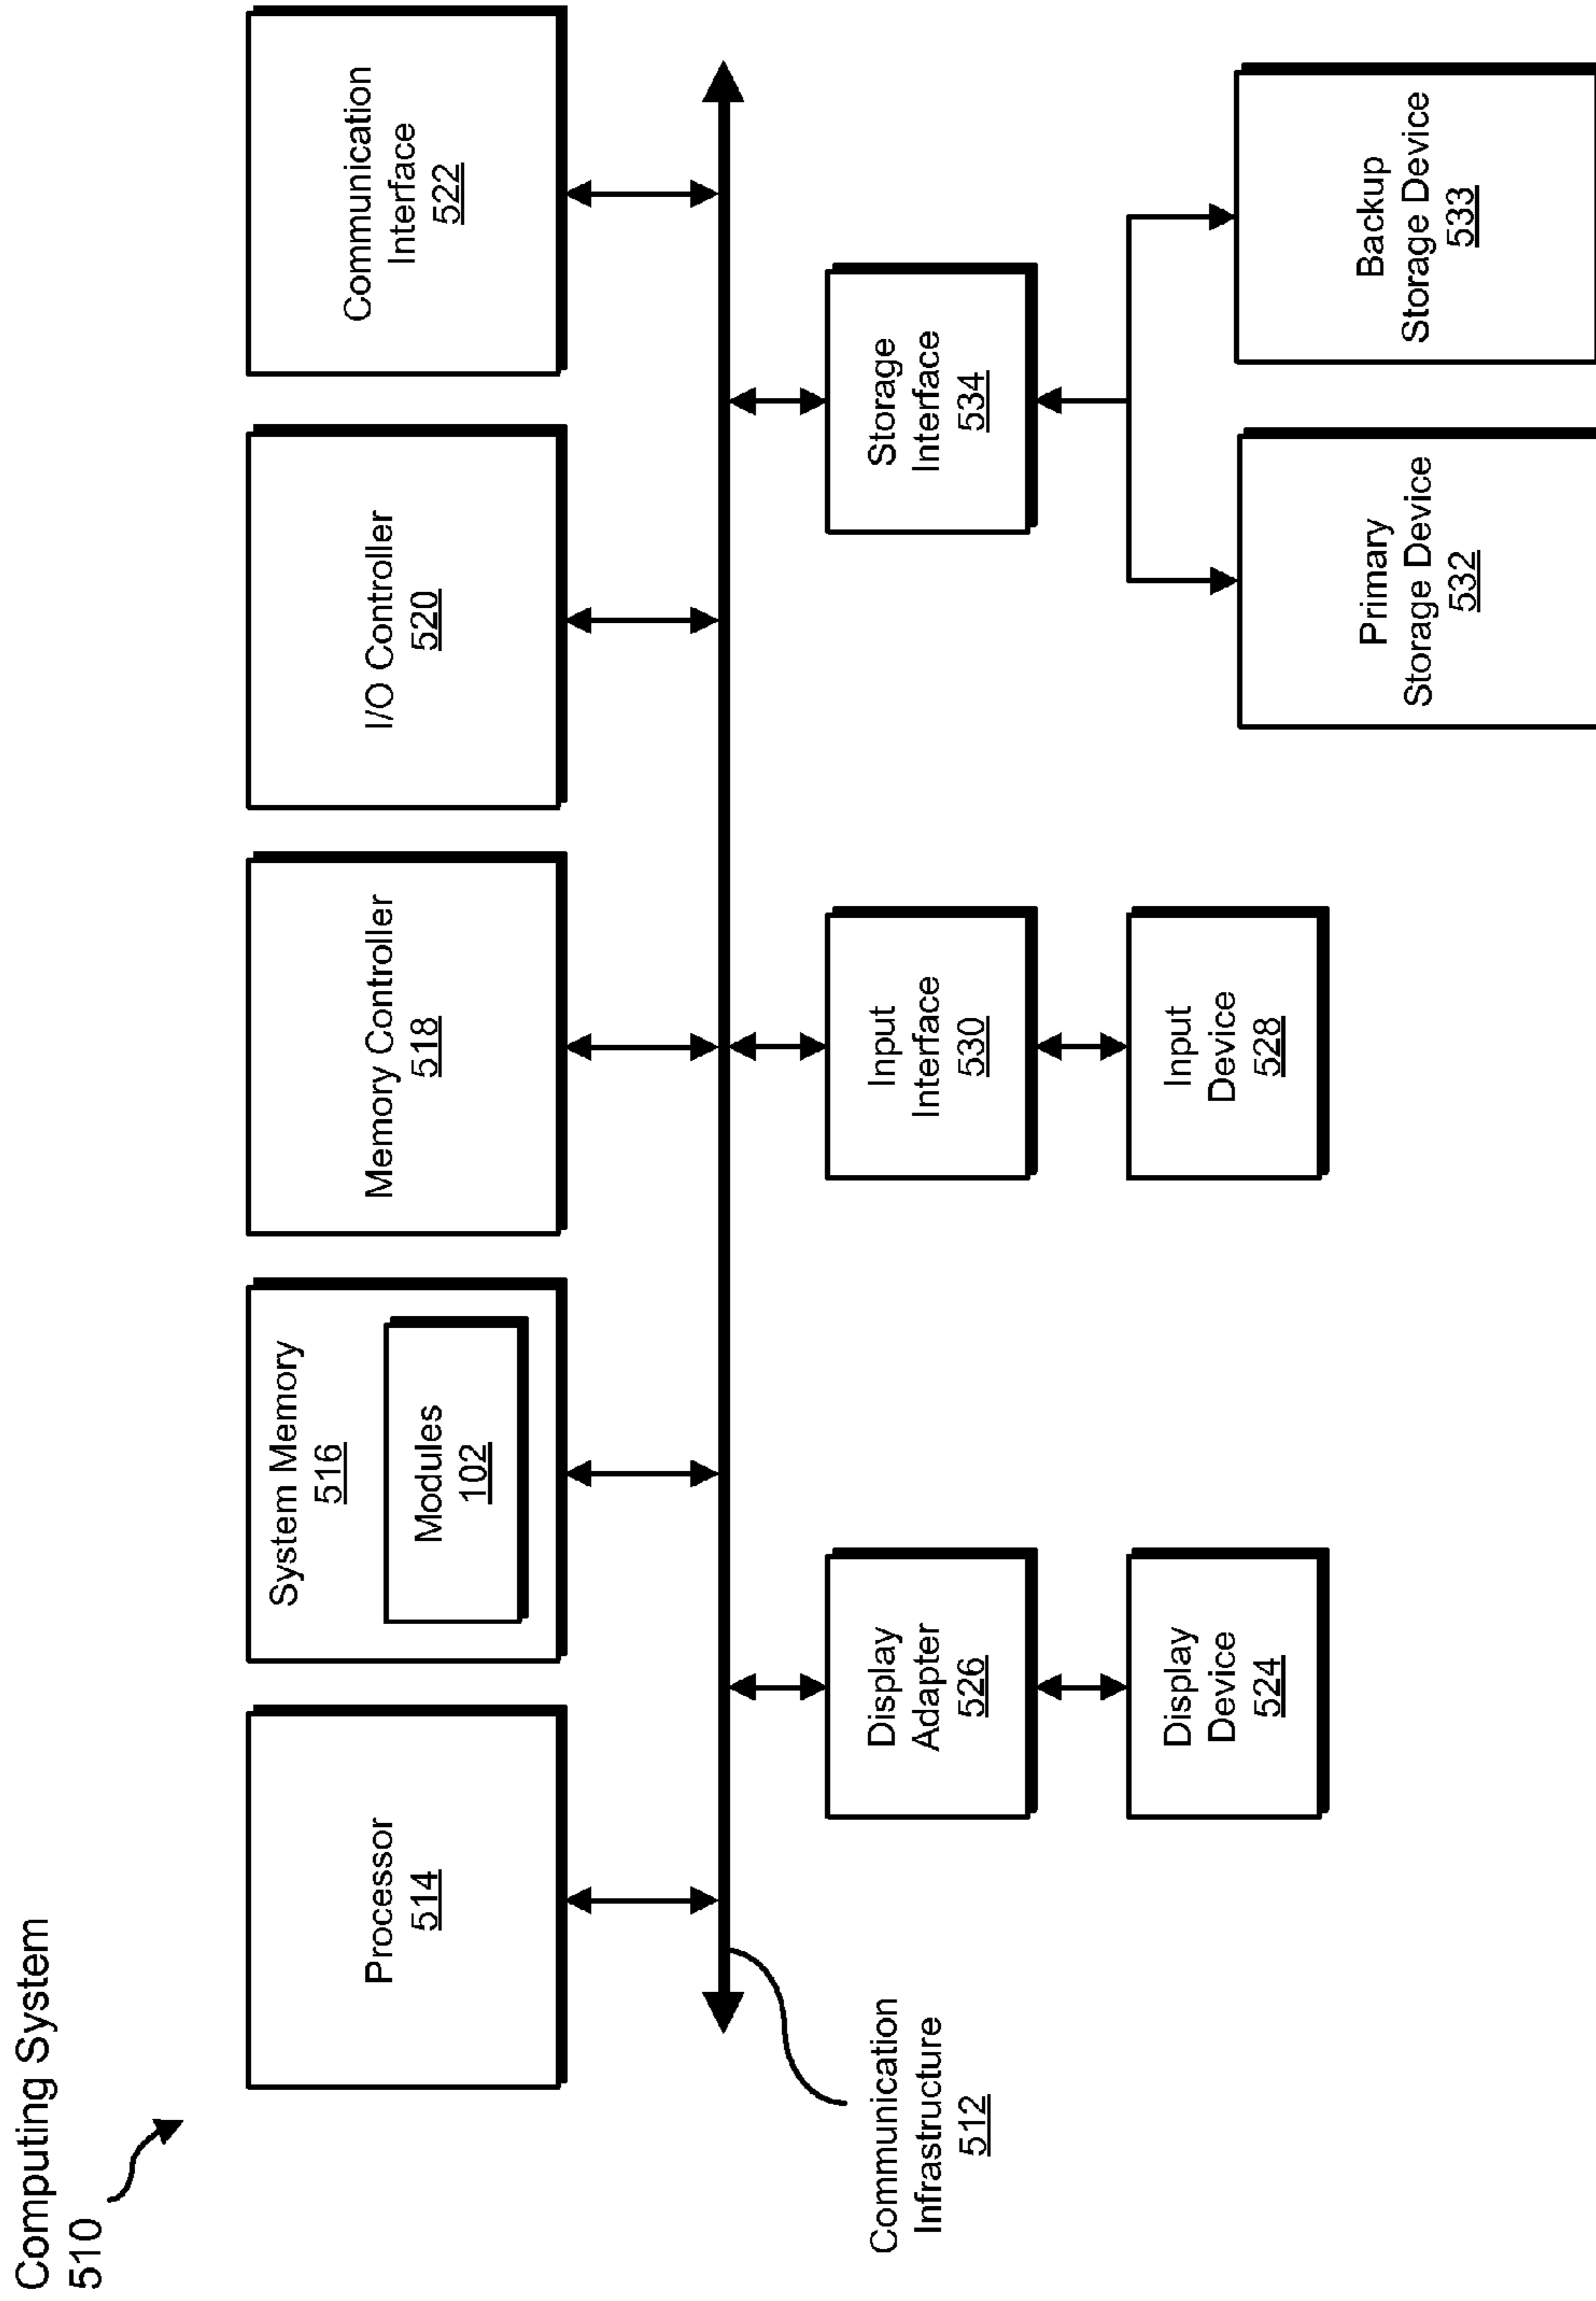 Computing System
510
Processor
514
System Memory
516
Modules
102
Memory Controller
518
I/O Controller
520
Communication
Interface
522
Communication
Infrastructure
512
Display
Adapter
526
Input
Interface
530
Storage
Interface
534
Display
Device
524
Input
Device
528
Primary
Storage Device
532
Backup
Storage Device
533